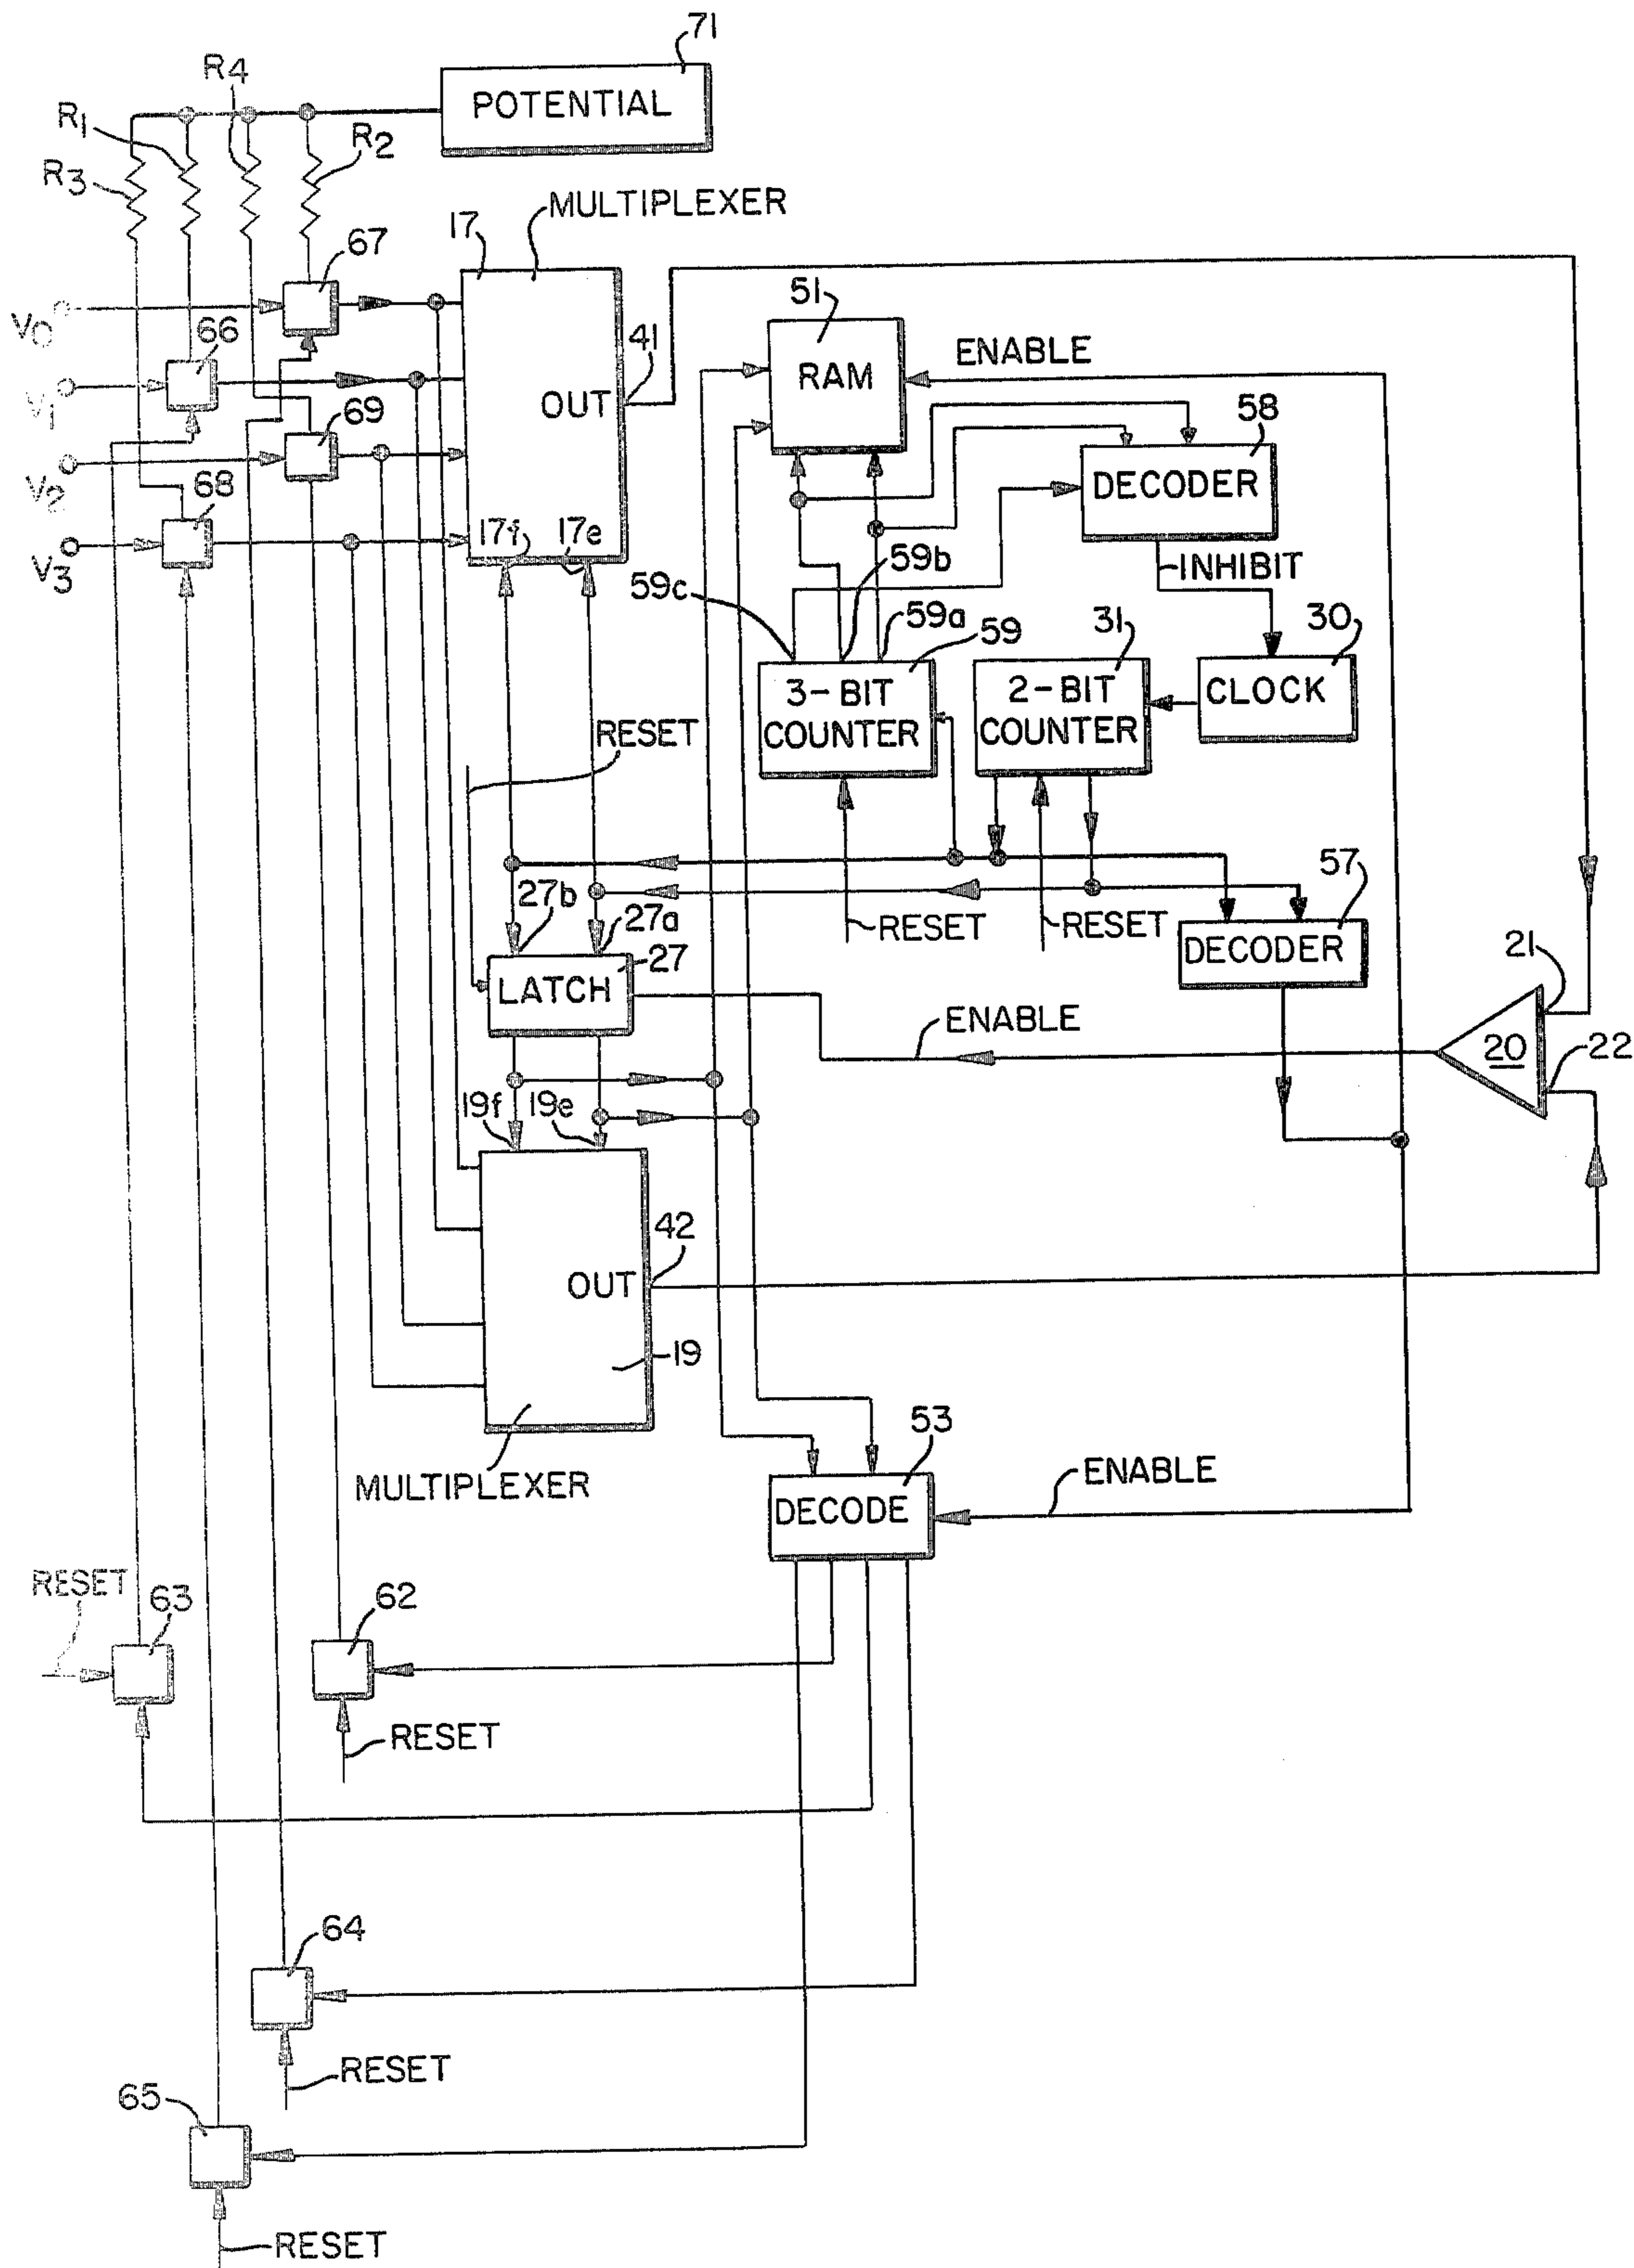 71
POTENTIAL
R4
R1
R2
R3
MULTIPLEXER
17
67
V0
66
V1
69
V2
68
V3
OUT
41
17f
17e
51
RAM
ENABLE
58
DECODER
INHIBIT
59c
59b
59a
59
3-BIT
COUNTER
31
2-BIT
COUNTER
30
CLOCK
RESET
RESET
RESET
57
DECODER
27b
27a
27
LATCH
ENABLE
21
20
22
19f
19e
42
OUT
19
MULTIPLEXER
53
DECODE
ENABLE
RESET
63
62
RESET
64
RESET
65
RESET